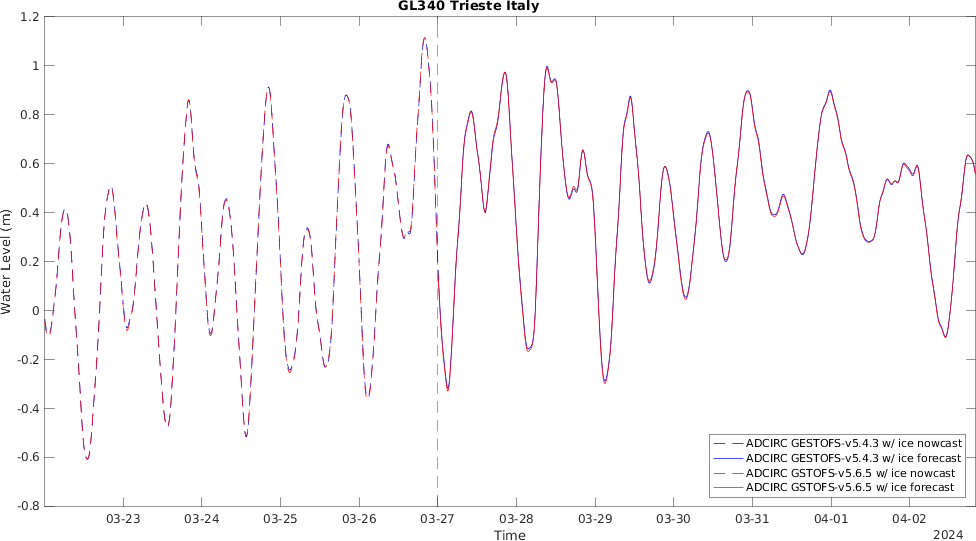 GL340 Trieste Italy
1.2
1
0.8
0.6
0.4
0.2
0
-0.2
-0.4
-0.6
-0.8
Water Level (m)
ADCIRC GESTOFS-v5.4.3 w/ ice nowcast
ADCIRC GESTOFS-v5.4.3 w/ ice forecast
ADCIRC GSTOFS-v5.6.5 w/ ice nowcast
ADCIRC GSTOFS-v5.6.5 w/ ice forecast
03-23 03-24 03-25 03-26 03-27 03-28 03-29 03-30 03-31 04-01 04-02
Time
2024